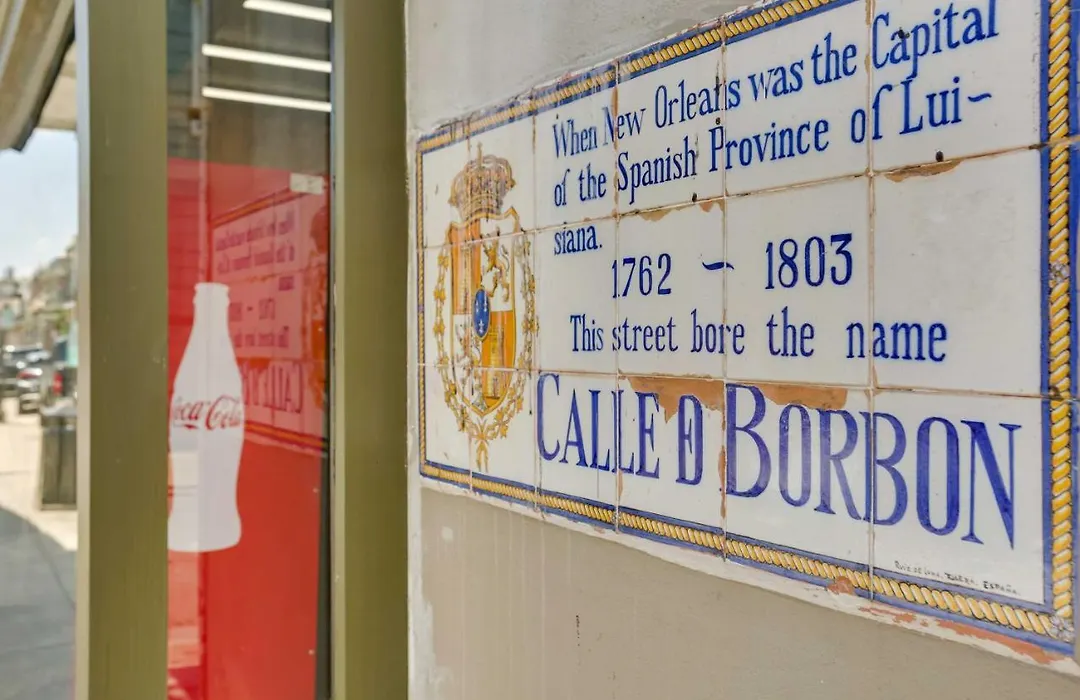 When New Orleans was the Capital
of the Spanish Province of Lui~
siana.
1762 ~ 1803
This street bore the name
CALLE D BORBON
Coca-Cola